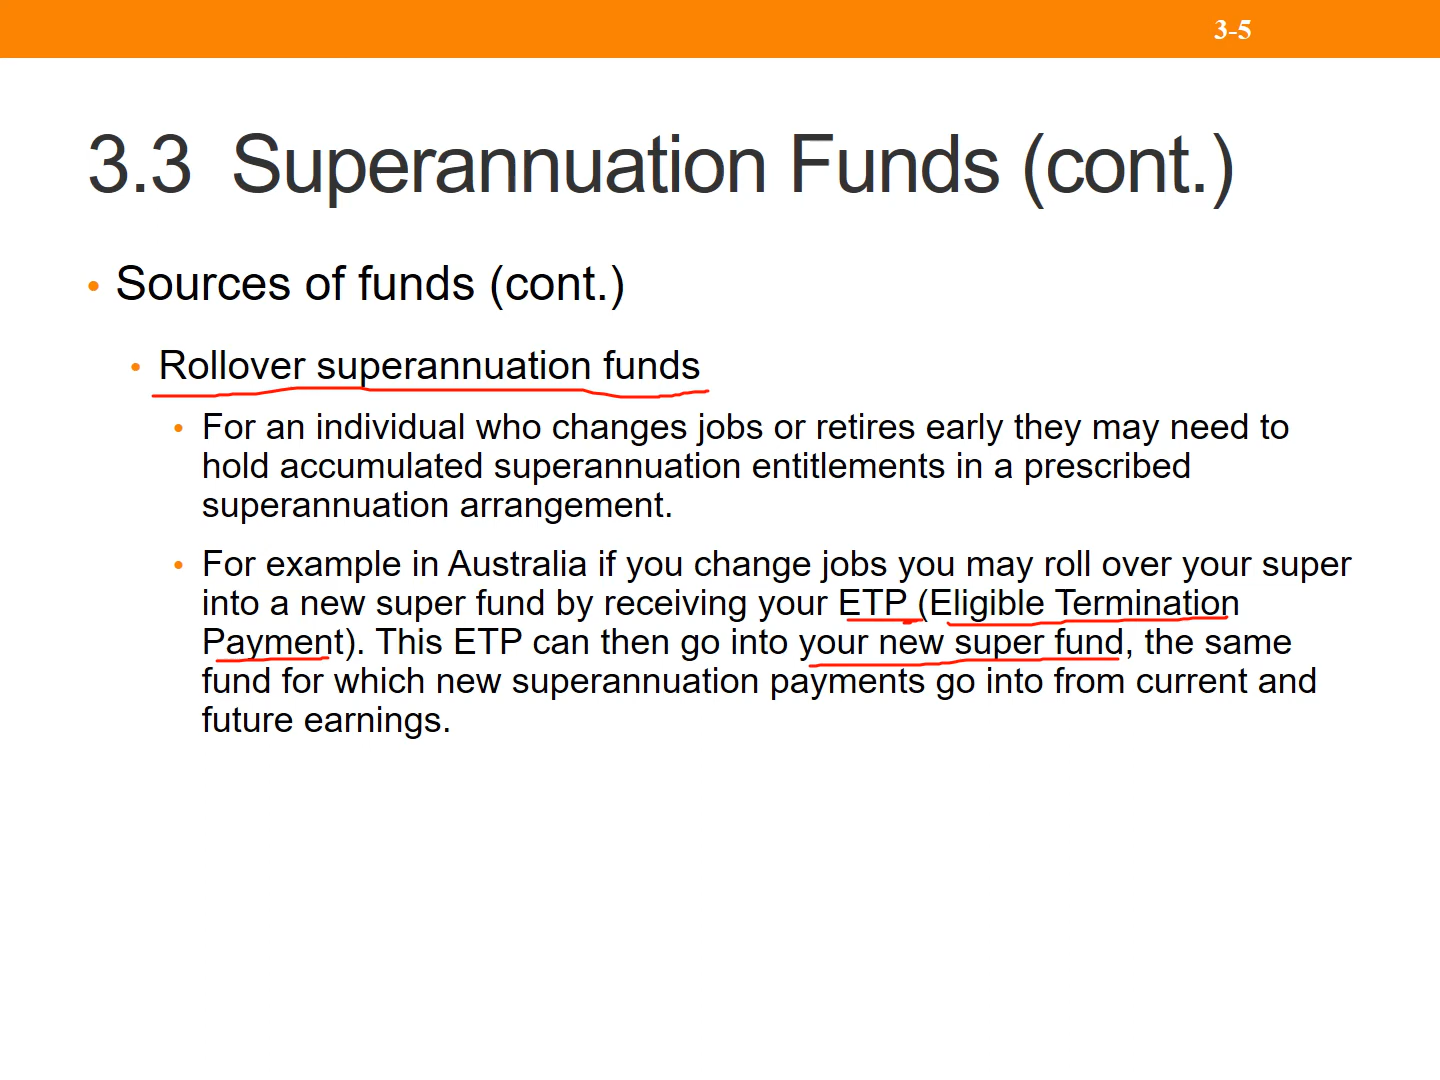 3-5
3.3 Superannuation Funds (cont.)
• Sources of funds (cont.)
• Rollover superannuation funds
• For an individual who changes jobs or retires early they may need to
hold accumulated superannuation entitlements in a prescribed
superannuation arrangement.
• For example in Australia if you change jobs you may roll over your super
into a new super fund by receiving your ETP (Eligible Termination
Payment). This ETP can then go into your new super fund, the same
fund for which new superannuation payments go into from current and
future earnings.